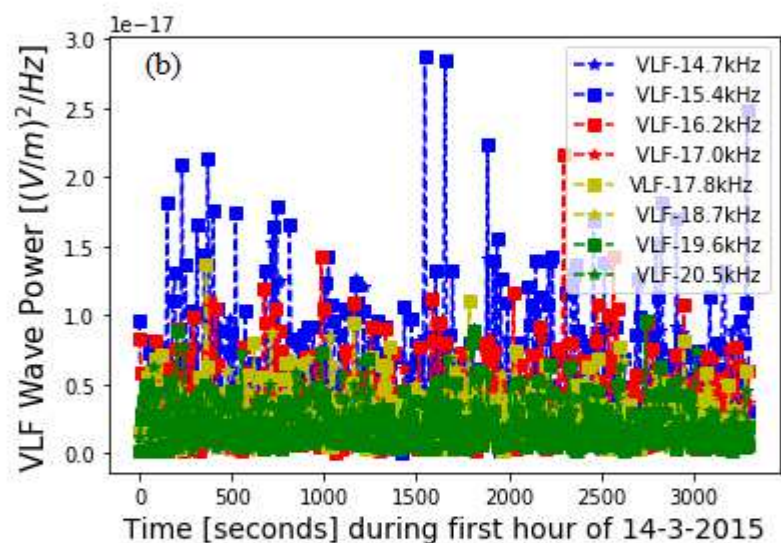 1e−17
3.0
2.5
2.0
1.5
1.0
0.5
0.0
VLF Wave Power [(V/m)²/Hz]
(b)
VLF-14.7kHz
VLF-15.4kHz
VLF-16.2kHz
VLF-17.0kHz
VLF-17.8kHz
VLF-18.7kHz
VLF-19.6kHz
VLF-20.5kHz
0 500 1000 1500 2000 2500 3000
Time [seconds] during first hour of 14-3-2015